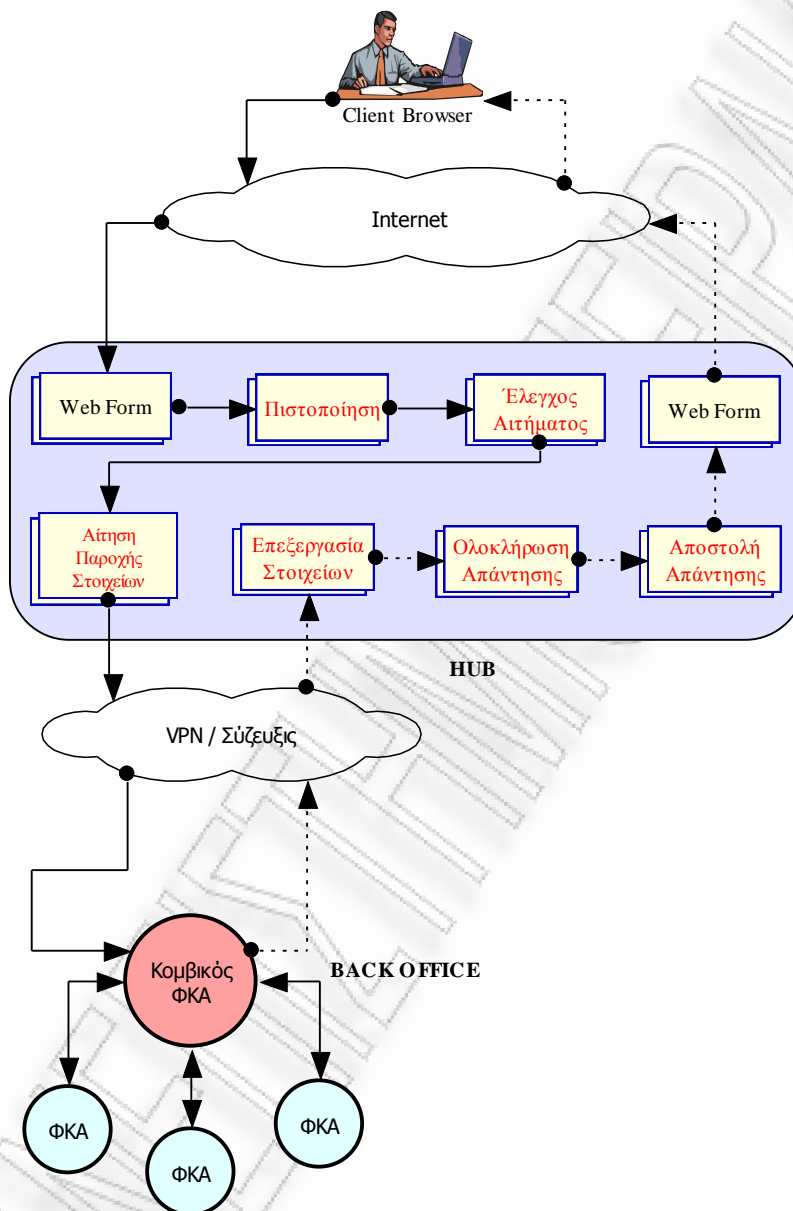 Client Browser
Internet
Web Form
Πιστοποίηση
Έλεγχος
Αιτήματος
Web Form
Αίτηση
Παροχής
Στοιχείων
Επεξεργασία
Στοιχείων
Ολοκλήρωση
Απάντησης
Αποστολή
Απάντησης
HUB
VPN / Σύζευξις
Κομβικός
ΦΚΑ
BACK OFFICE
ΦΚΑ
ΦΚΑ
ΦΚΑ